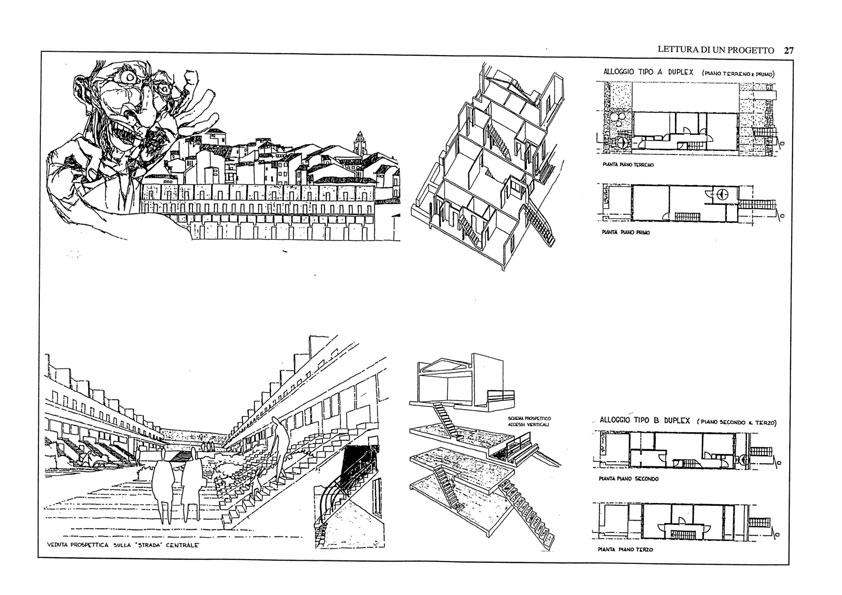 LETTURA DI UN PROGETTO 27
ALLOGGIO TIPO A DUPLEX (PIANO TERRENO E PRIMO)
PIANTA PIANO TERRENO
PIANTA PIANO PRIMO
SCHEMA PROSPETTICO
ACCESSI VERTICALI
ALLOGGIO TIPO B DUPLEX (PIANO SECONDO E TERZO)
PIANTA PIANO SECONDO
PIANTA PIANO TERZO
VEDUTA PROSPETTICA SULLA "STRADA" CENTRALE